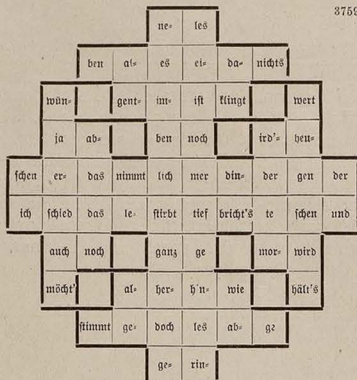 3759
ne= les
ben al= es ei= da= nichts
wün= gent= im= ist klingt wert
ja ab= ben noch ird'= hen=
schen er= das nimmt lich mer din= der gen der
ich schied das le= stirbt tief bricht's te schen und
auch noch ganz ge mor= wird
möcht' al= her= h'n= wie hält's
stimmt ge= doch les ab= ge
ge= rin=